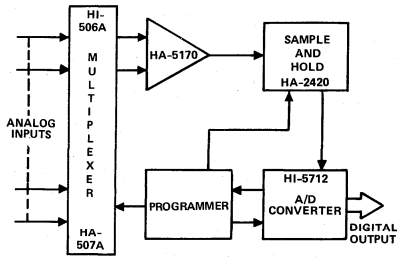 HI-
506A
MULTIPLEXER
HA-
507A
ANALOG
INPUTS
HA-5170
SAMPLE
AND
HOLD
HA-2420
PROGRAMMER
HI-5712
A/D
CONVERTER
DIGITAL
OUTPUT